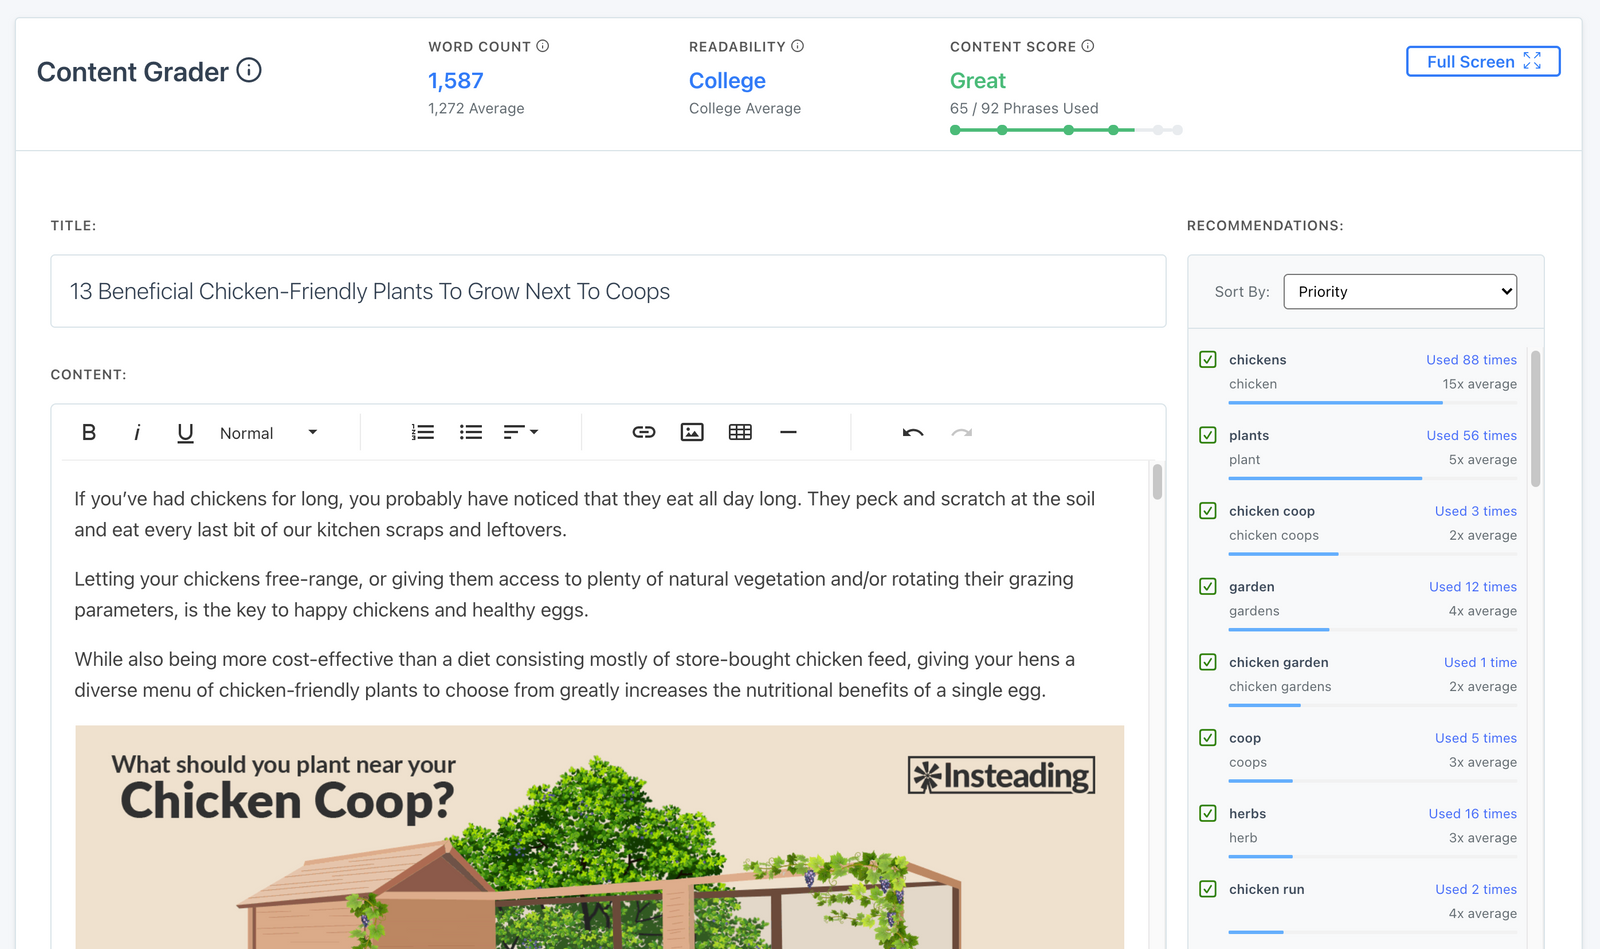 Content Grader
WORD COUNT
1,587
1,272 Average
READABILITY
College
College Average
CONTENT SCORE
Great
65 / 92 Phrases Used
Full Screen
TITLE:
13 Beneficial Chicken-Friendly Plants To Grow Next To Coops
CONTENT:
B i U Normal
If you’ve had chickens for long, you probably have noticed that they eat all day long. They peck and scratch at the soil
and eat every last bit of our kitchen scraps and leftovers.
Letting your chickens free-range, or giving them access to plenty of natural vegetation and/or rotating their grazing
parameters, is the key to happy chickens and healthy eggs.
While also being more cost-effective than a diet consisting mostly of store-bought chicken feed, giving your hens a
diverse menu of chicken-friendly plants to choose from greatly increases the nutritional benefits of a single egg.
What should you plant near your
Chicken Coop?
Insteading
RECOMMENDATIONS:
Sort By: Priority
chickens Used 88 times
chicken 15x average
plants Used 56 times
plant 5x average
chicken coop Used 3 times
chicken coops 2x average
garden Used 12 times
gardens 4x average
chicken garden Used 1 time
chicken gardens 2x average
coop Used 5 times
coops 3x average
herbs Used 16 times
herb 3x average
chicken run Used 2 times
4x average